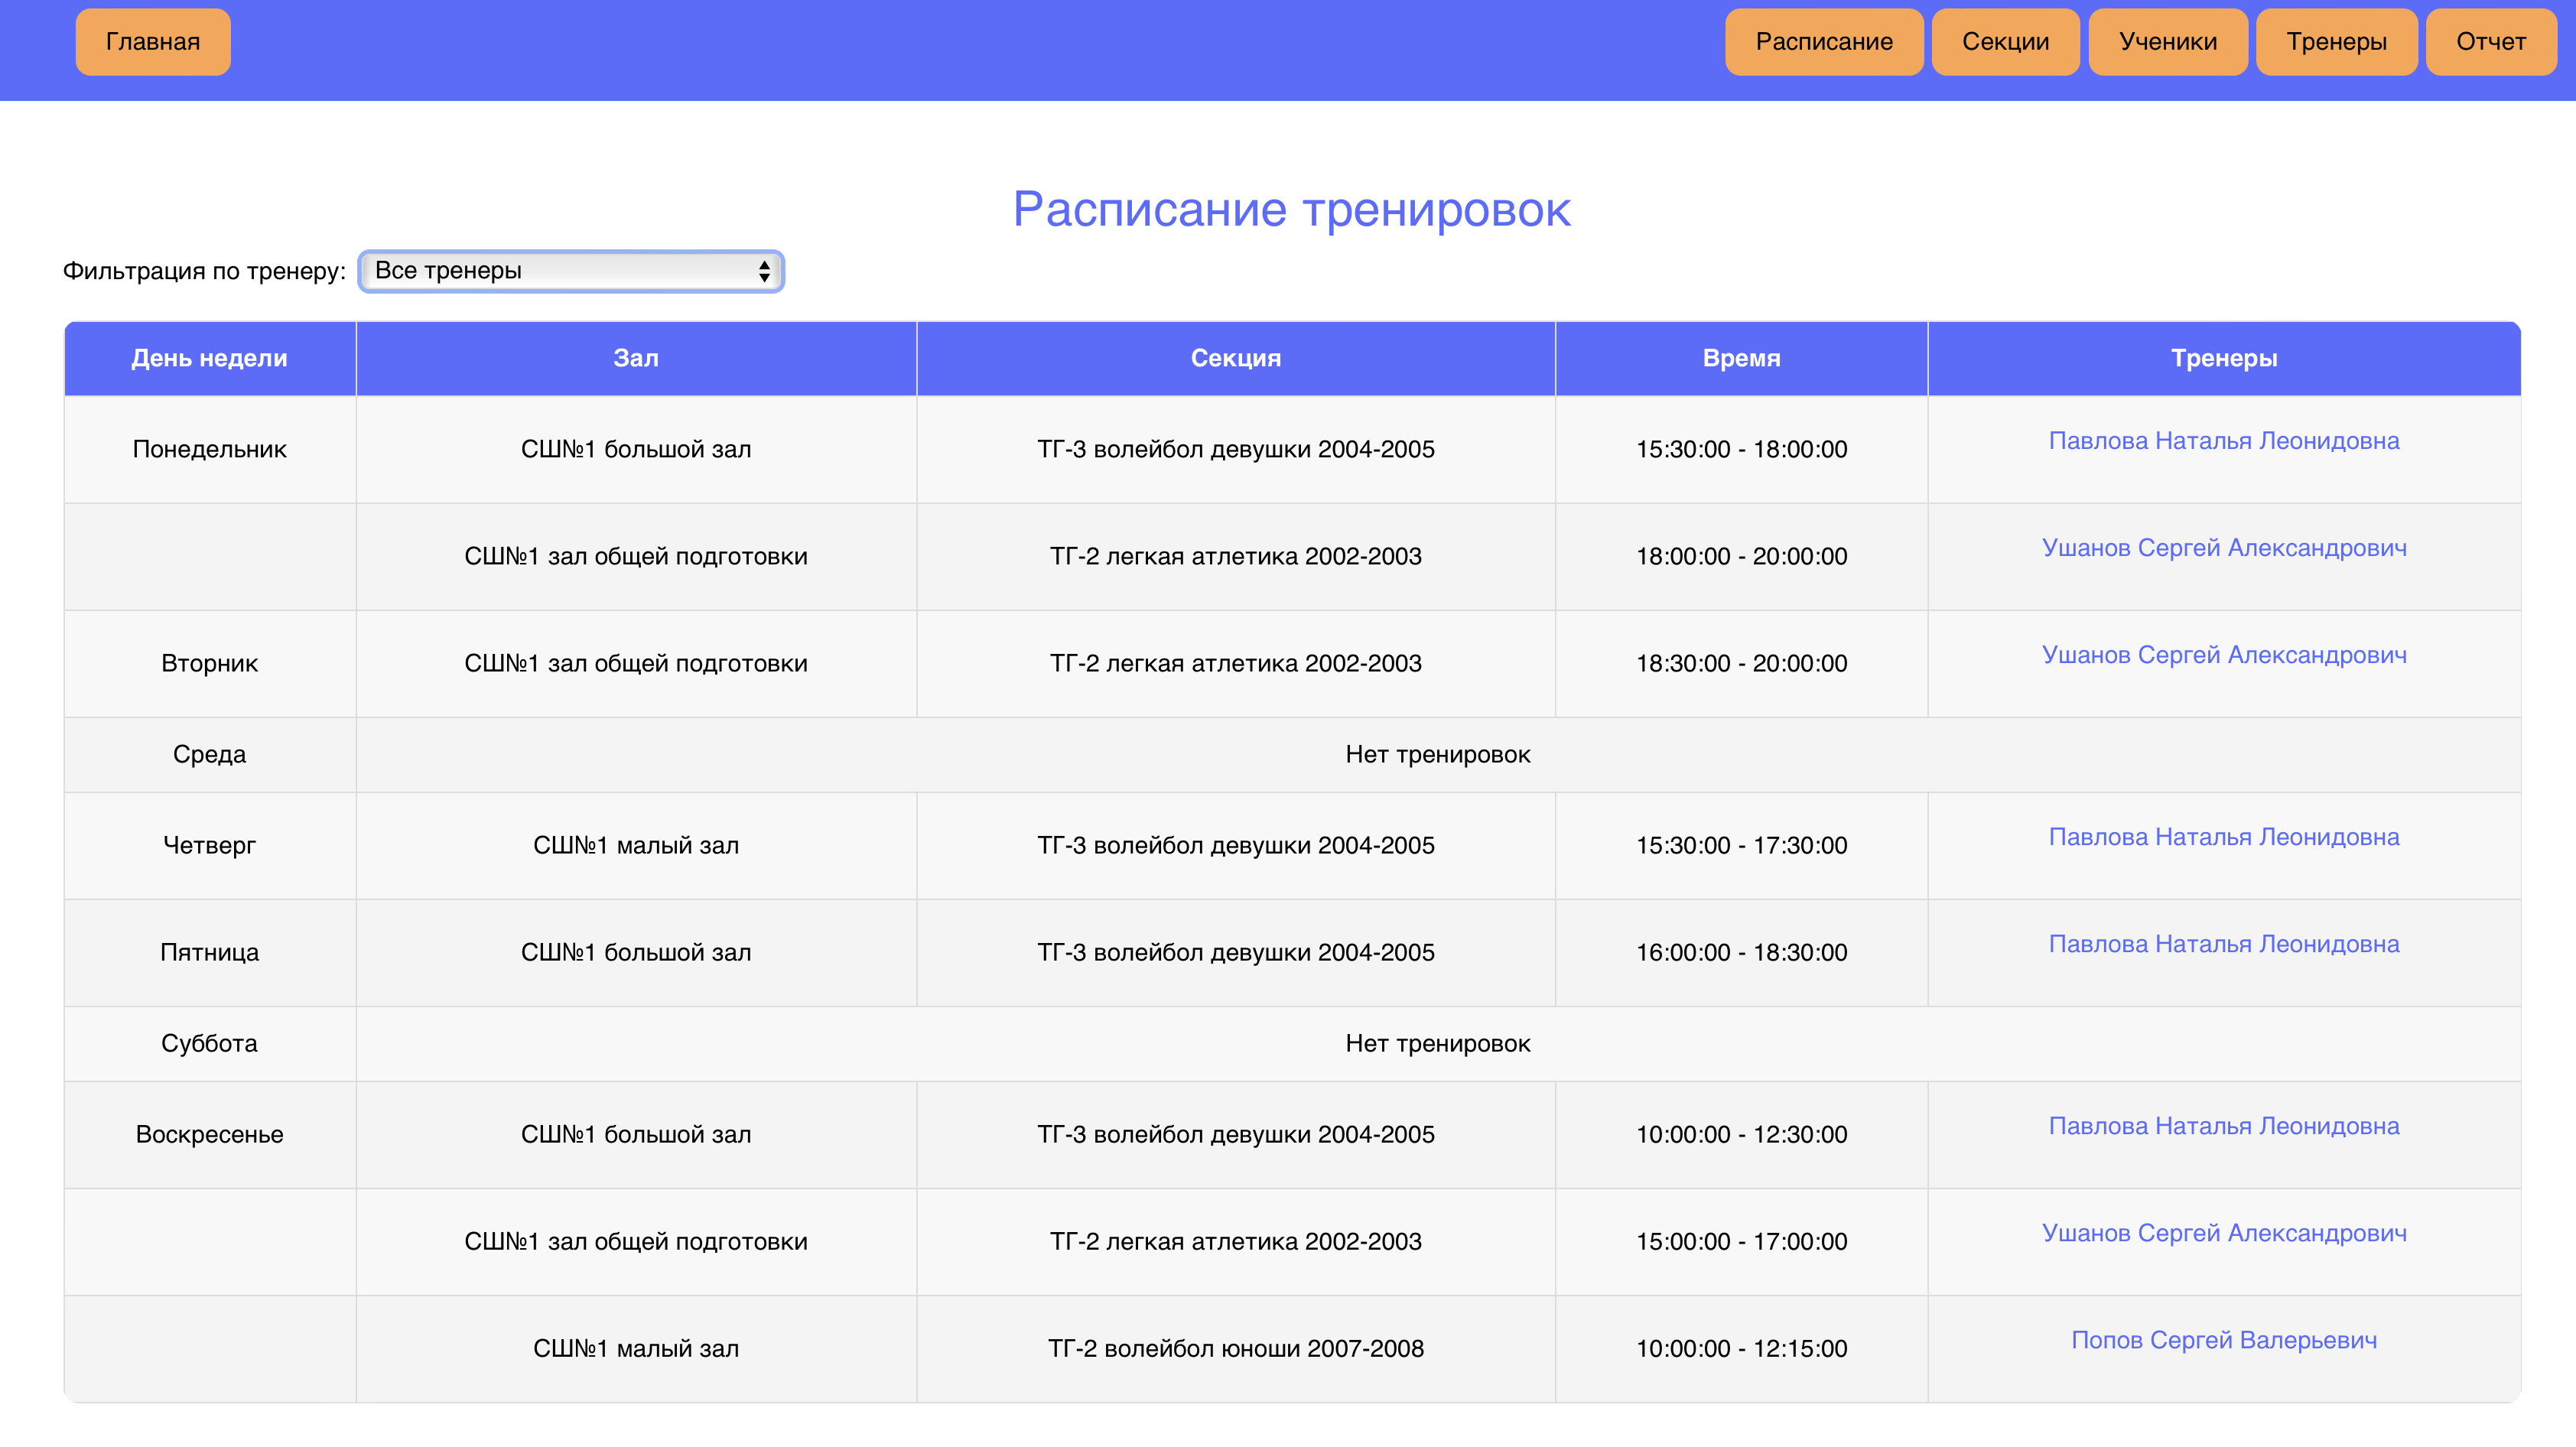 Главная Расписание Секции Ученики Тренеры Отчет
Расписание тренировок
Фильтрация по тренеру: Все тренеры
День недели Зал Секция Время Тренеры
Понедельник СШ№1 большой зал ТГ-3 волейбол девушки 2004-2005 15:30:00 - 18:00:00 Павлова Наталья Леонидовна
СШ№1 зал общей подготовки ТГ-2 легкая атлетика 2002-2003 18:00:00 - 20:00:00 Ушанов Сергей Александрович
Вторник СШ№1 зал общей подготовки ТГ-2 легкая атлетика 2002-2003 18:30:00 - 20:00:00 Ушанов Сергей Александрович
Среда Нет тренировок
Четверг СШ№1 малый зал ТГ-3 волейбол девушки 2004-2005 15:30:00 - 17:30:00 Павлова Наталья Леонидовна
Пятница СШ№1 большой зал ТГ-3 волейбол девушки 2004-2005 16:00:00 - 18:30:00 Павлова Наталья Леонидовна
Суббота Нет тренировок
Воскресенье СШ№1 большой зал ТГ-3 волейбол девушки 2004-2005 10:00:00 - 12:30:00 Павлова Наталья Леонидовна
СШ№1 зал общей подготовки ТГ-2 легкая атлетика 2002-2003 15:00:00 - 17:00:00 Ушанов Сергей Александрович
СШ№1 малый зал ТГ-2 волейбол юноши 2007-2008 10:00:00 - 12:15:00 Попов Сергей Валерьевич